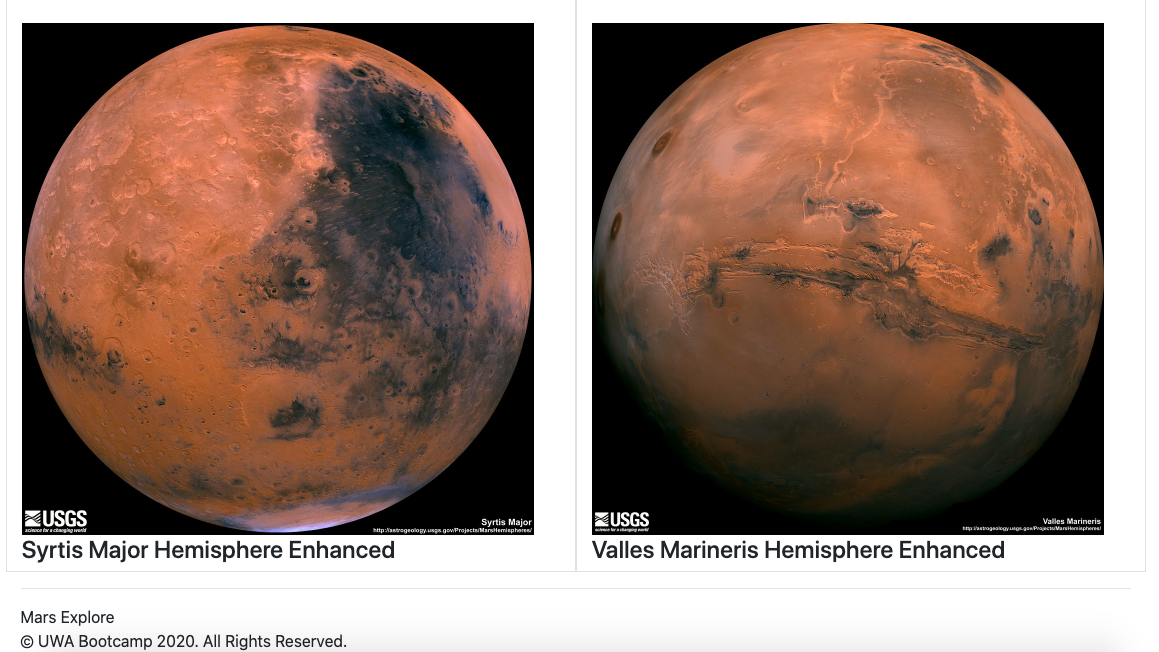 USGS
science for a changing world
Syrtis Major
http://astrogeology.usgs.gov/Projects/MarsHemispheres/
Syrtis Major Hemisphere Enhanced
USGS
science for a changing world
Valles Marineris
http://astrogeology.usgs.gov/Projects/MarsHemispheres/
Valles Marineris Hemisphere Enhanced
Mars Explore
© UWA Bootcamp 2020. All Rights Reserved.